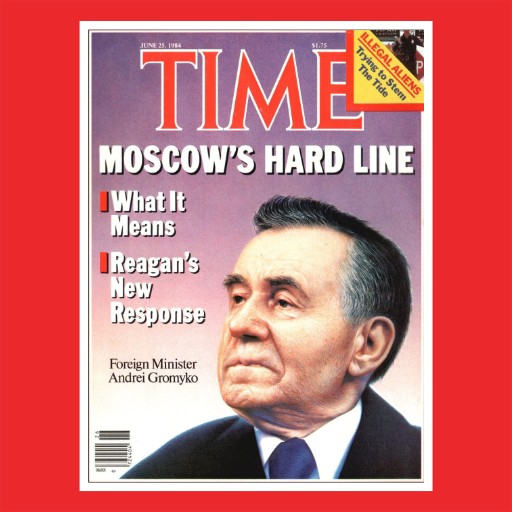 JUNE 25, 1984
$1.75
TIME
ILLEGAL ALIENS
Trying to Stem
The Tide
MOSCOW'S HARD LINE
What It
Means
Reagan's
New
Response
Foreign Minister
Andrei Gromyko